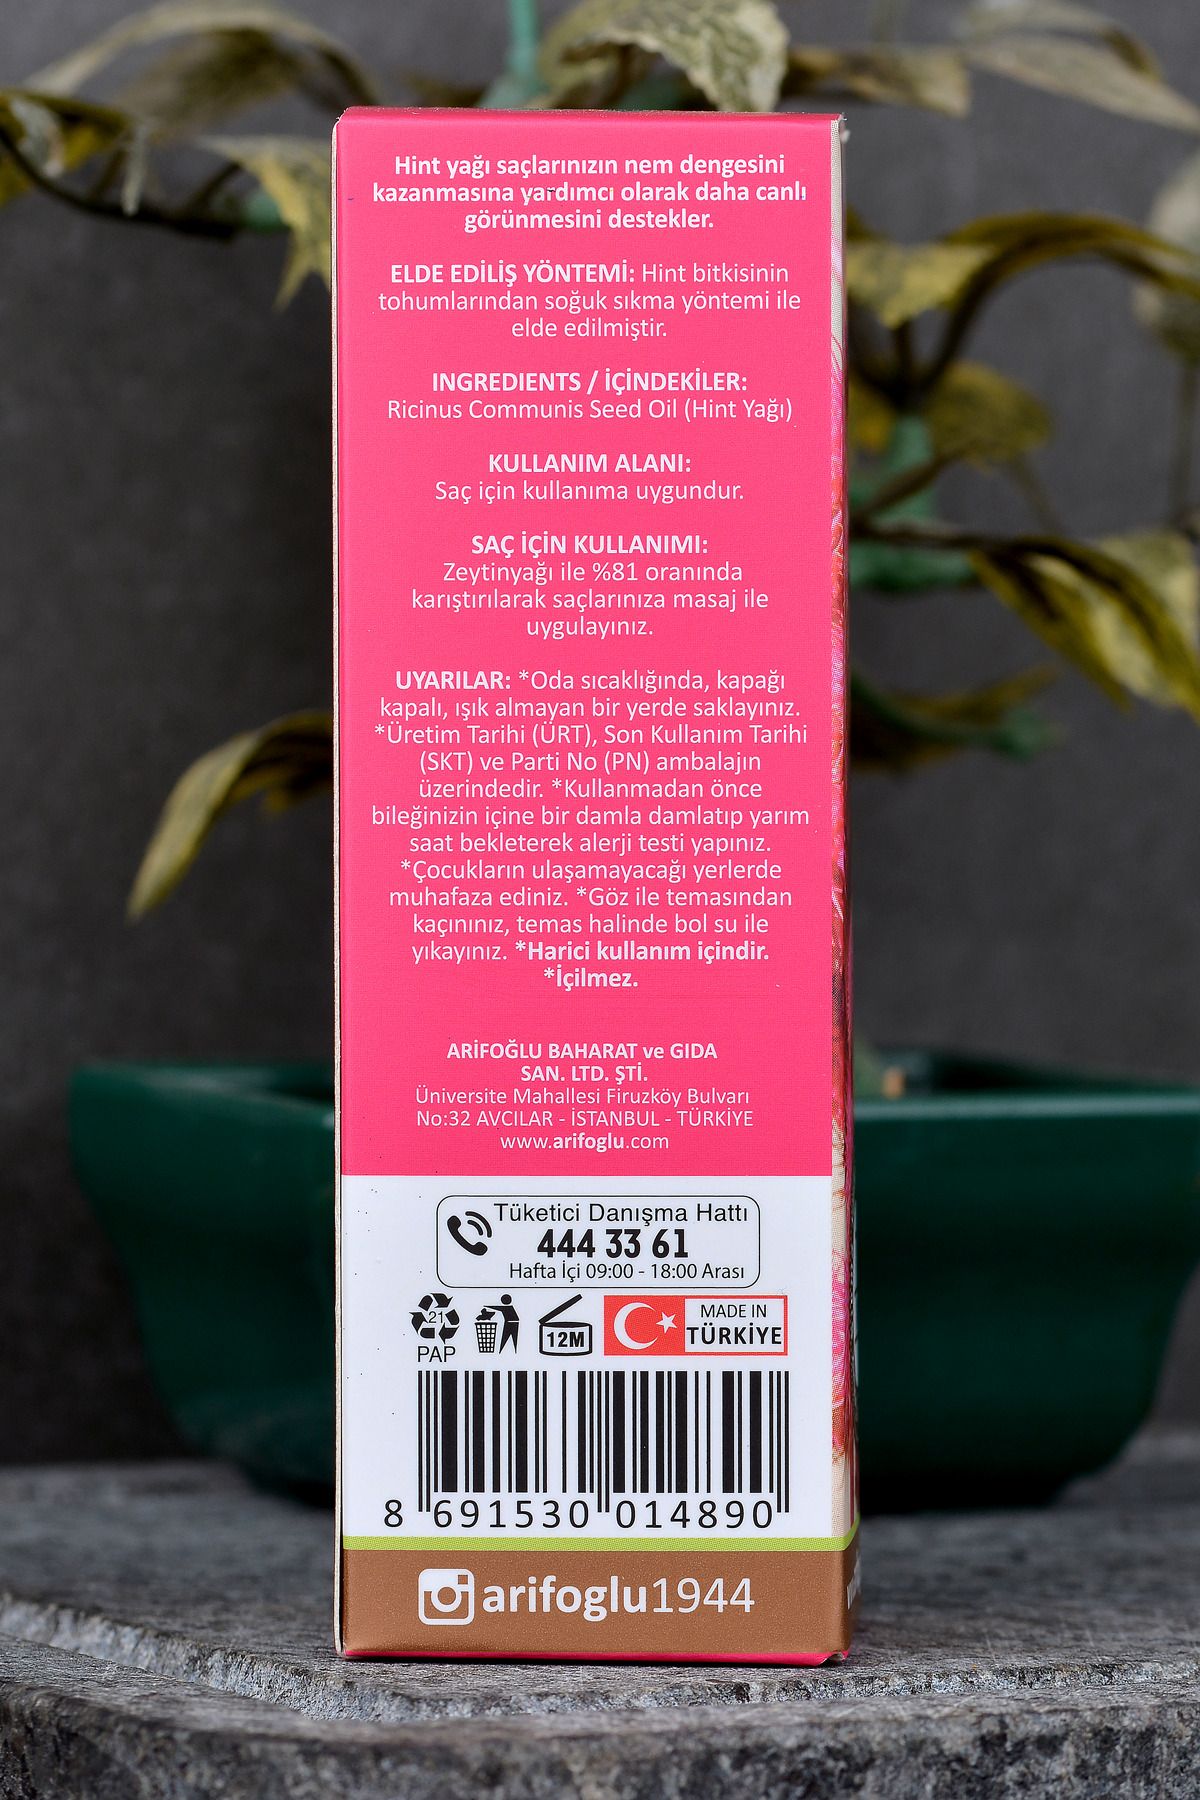 Hint yağı saçlarınızın nem dengesini
kazanmasına yardımcı olarak daha canlı
görünmesini destekler.
ELDE EDİLİŞ YÖNTEMİ: Hint bitkisinin
tohumlarından soğuk sıkma yöntemi ile
elde edilmiştir.
INGREDIENTS / İÇİNDEKİLER:
Ricinus Communis Seed Oil (Hint Yağı)
KULLANIM ALANI:
Saç için kullanıma uygundur.
SAÇ İÇİN KULLANIMI:
Zeytinyağı ile %81 oranında
karıştırılarak saçlarınıza masaj ile
uygulayınız.
UYARILAR: *Oda sıcaklığında, kapağı
kapalı, ışık almayan bir yerde saklayınız.
*Üretim Tarihi (ÜRT), Son Kullanım Tarihi
(SKT) ve Parti No (PN) ambalajın
üzerindedir. *Kullanmadan önce
bileğinizin içine bir damla damlatıp yarım
saat bekleterek alerji testi yapınız.
*Çocukların ulaşamayacağı yerlerde
muhafaza ediniz. *Göz ile temasından
kaçınınız, temas halinde bol su ile
yıkayınız. *Harici kullanım içindir.
*İçilmez.
ARİFOĞLU BAHARAT ve GIDA
SAN. LTD. ŞTİ.
Üniversite Mahallesi Firuzköy Bulvarı
No:32 AVCILAR - İSTANBUL - TÜRKİYE
www.arifoglu.com
Tüketici Danışma Hattı
444 33 61
Hafta İçi 09:00 - 18:00 Arası
21
PAP
12M
MADE IN
TÜRKİYE
8 691530 014890
arifoglu1944